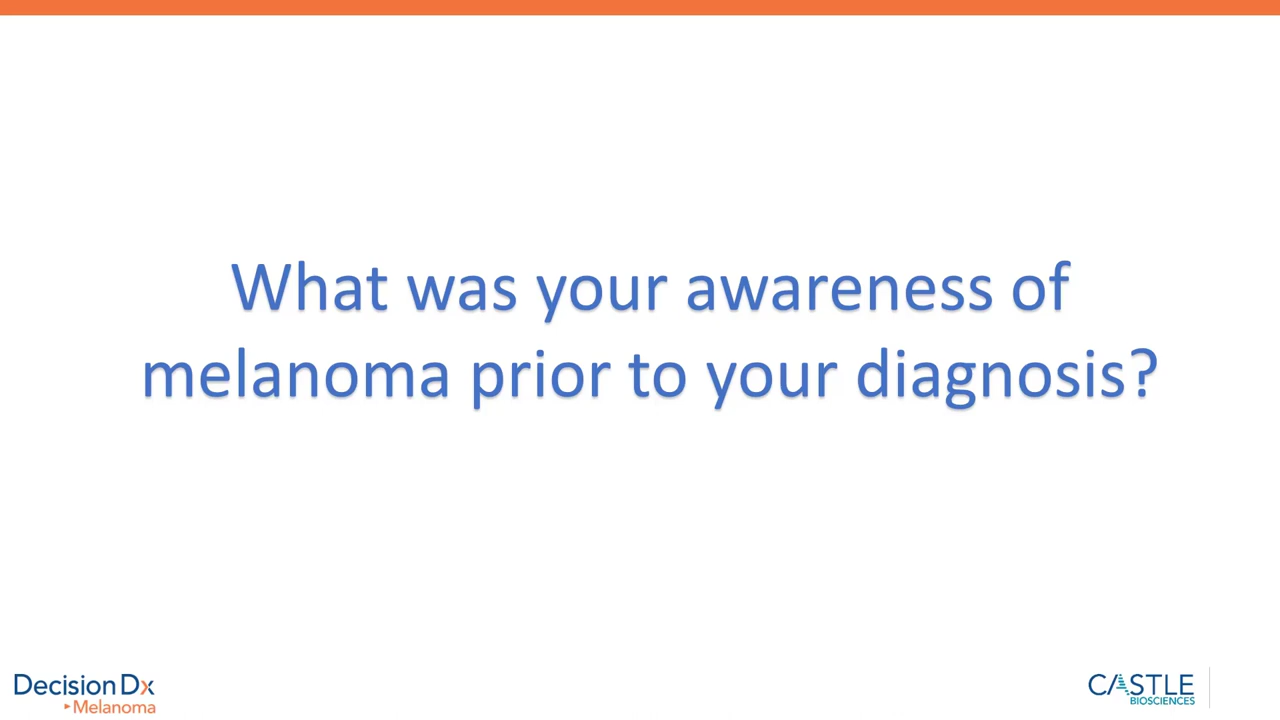 What was your awareness of
melanoma prior to your diagnosis?
DecisionDx
Melanoma
CASTLE
BIOSCIENCES